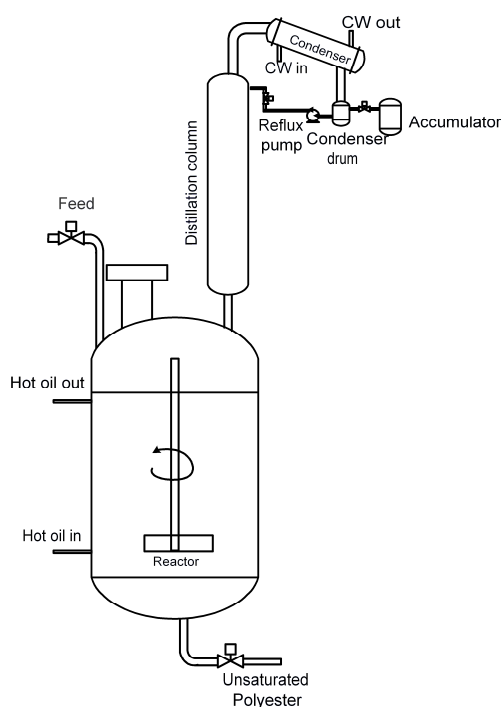 CW out
Condenser
CW in
Accumulator
Reflux
pump
Condenser
drum
Distillation column
Feed
Hot oil out
Hot oil in
Reactor
Unsaturated
Polyester